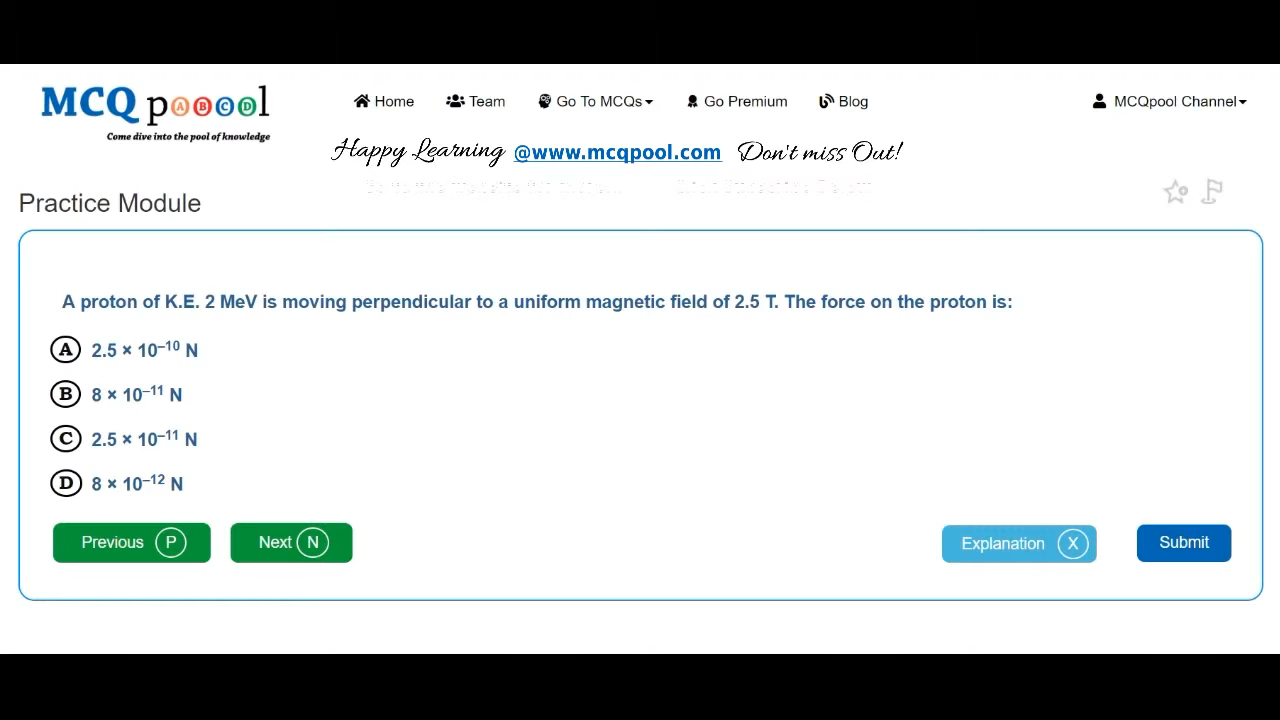 MCQ pooool
Come dive into the pool of knowledge
Home Team Go To MCQs Go Premium Blog MCQpool Channel
Happy Learning @www.mcqpool.com Don't miss Out!
Practice Module
A proton of K.E. 2 MeV is moving perpendicular to a uniform magnetic field of 2.5 T. The force on the proton is:
A 2.5 × 10⁻¹⁰ N
B 8 × 10⁻¹¹ N
C 2.5 × 10⁻¹¹ N
D 8 × 10⁻¹² N
Previous P Next N Explanation X Submit